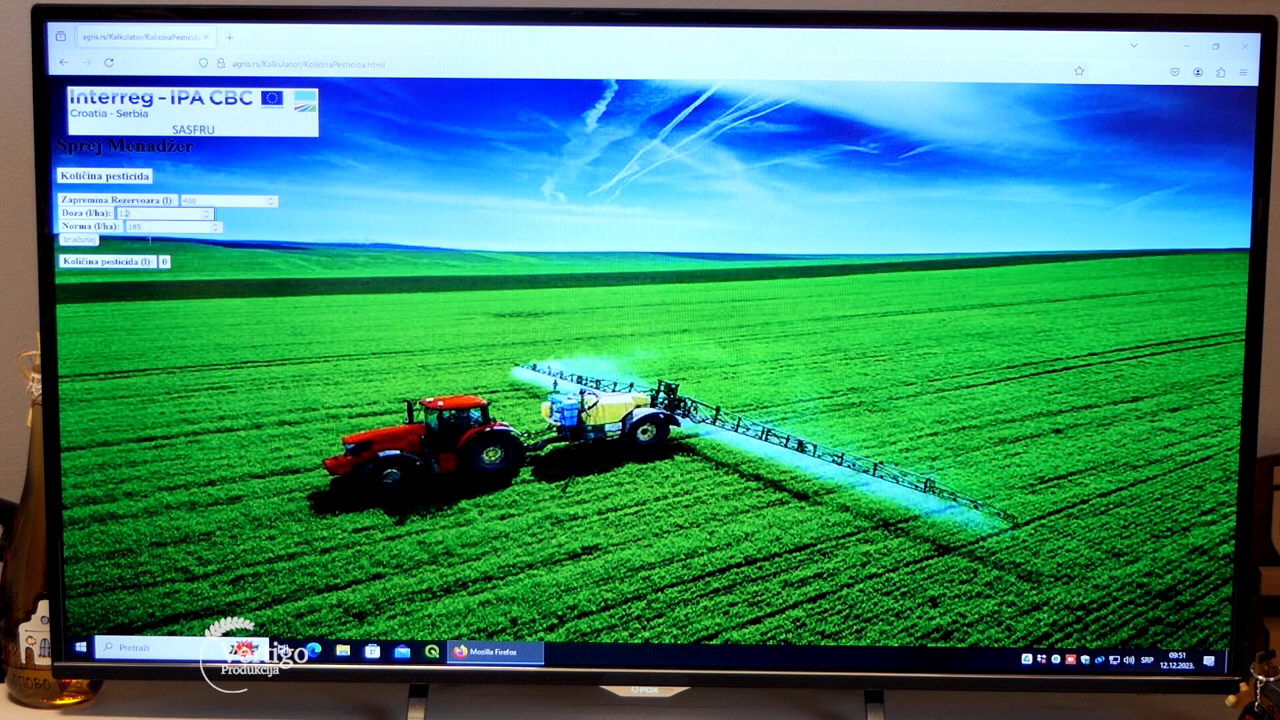 agris.rs/Kalkulator/KolicinaPesticida
agris.rs/Kalkulator/KolicinaPesticida.html
Interreg - IPA CBC
Croatia - Serbia
SASFRU
Sprej Menadžer
Količina pesticida
Zapremina Rezervoara (l): 400
Doza (l/ha):
Norma (l/ha): 185
Izračunaj
Količina pesticida (l): 0
Pretraži
Mozilla Firefox
SRP
09:51
12.12.2023.
Vertigo
Produkcija
FOX